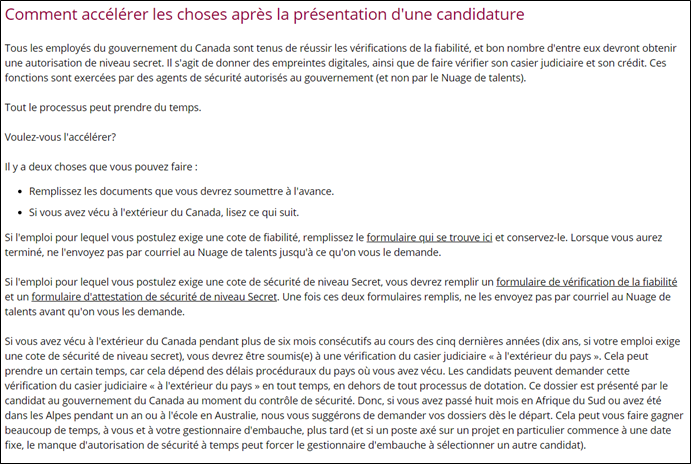 Comment accélérer les choses après la présentation d'une candidature
Tous les employés du gouvernement du Canada sont tenus de réussir les vérifications de la fiabilité, et bon nombre d'entre eux devront obtenir
une autorisation de niveau secret. Il s'agit de donner des empreintes digitales, ainsi que de faire vérifier son casier judiciaire et son crédit. Ces
fonctions sont exercées par des agents de sécurité autorisés au gouvernement (et non par le Nuage de talents).
Tout le processus peut prendre du temps.
Voulez-vous l'accélérer?
Il y a deux choses que vous pouvez faire :
• Remplissez les documents que vous devrez soumettre à l'avance.
• Si vous avez vécu à l'extérieur du Canada, lisez ce qui suit.
Si l'emploi pour lequel vous postulez exige une cote de fiabilité, remplissez le formulaire qui se trouve ici et conservez-le. Lorsque vous aurez
terminé, ne l'envoyez pas par courriel au Nuage de talents jusqu'à ce qu'on vous le demande.
Si l'emploi pour lequel vous postulez exige une cote de sécurité de niveau Secret, vous devrez remplir un formulaire de vérification de la fiabilité
et un formulaire d'attestation de sécurité de niveau Secret. Une fois ces deux formulaires remplis, ne les envoyez pas par courriel au Nuage de
talents avant qu'on vous les demande.
Si vous avez vécu à l'extérieur du Canada pendant plus de six mois consécutifs au cours des cinq dernières années (dix ans, si votre emploi exige
une cote de sécurité de niveau secret), vous devrez être soumis(e) à une vérification du casier judiciaire « à l'extérieur du pays ». Cela peut
prendre un certain temps, car cela dépend des délais procéduraux du pays où vous avez vécu. Les candidats peuvent demander cette
vérification du casier judiciaire « à l'extérieur du pays » en tout temps, en dehors de tout processus de dotation. Ce dossier est présenté par le
candidat au gouvernement du Canada au moment du contrôle de sécurité. Donc, si vous avez passé huit mois en Afrique du Sud ou avez été
dans les Alpes pendant un an ou à l'école en Australie, nous vous suggérons de demander vos dossiers dès le départ. Cela peut vous faire gagner
beaucoup de temps, à vous et à votre gestionnaire d'embauche, plus tard (et si un poste axé sur un projet en particulier commence à une date
fixe, le manque d'autorisation de sécurité à temps peut forcer le gestionnaire d'embauche à sélectionner un autre candidat).